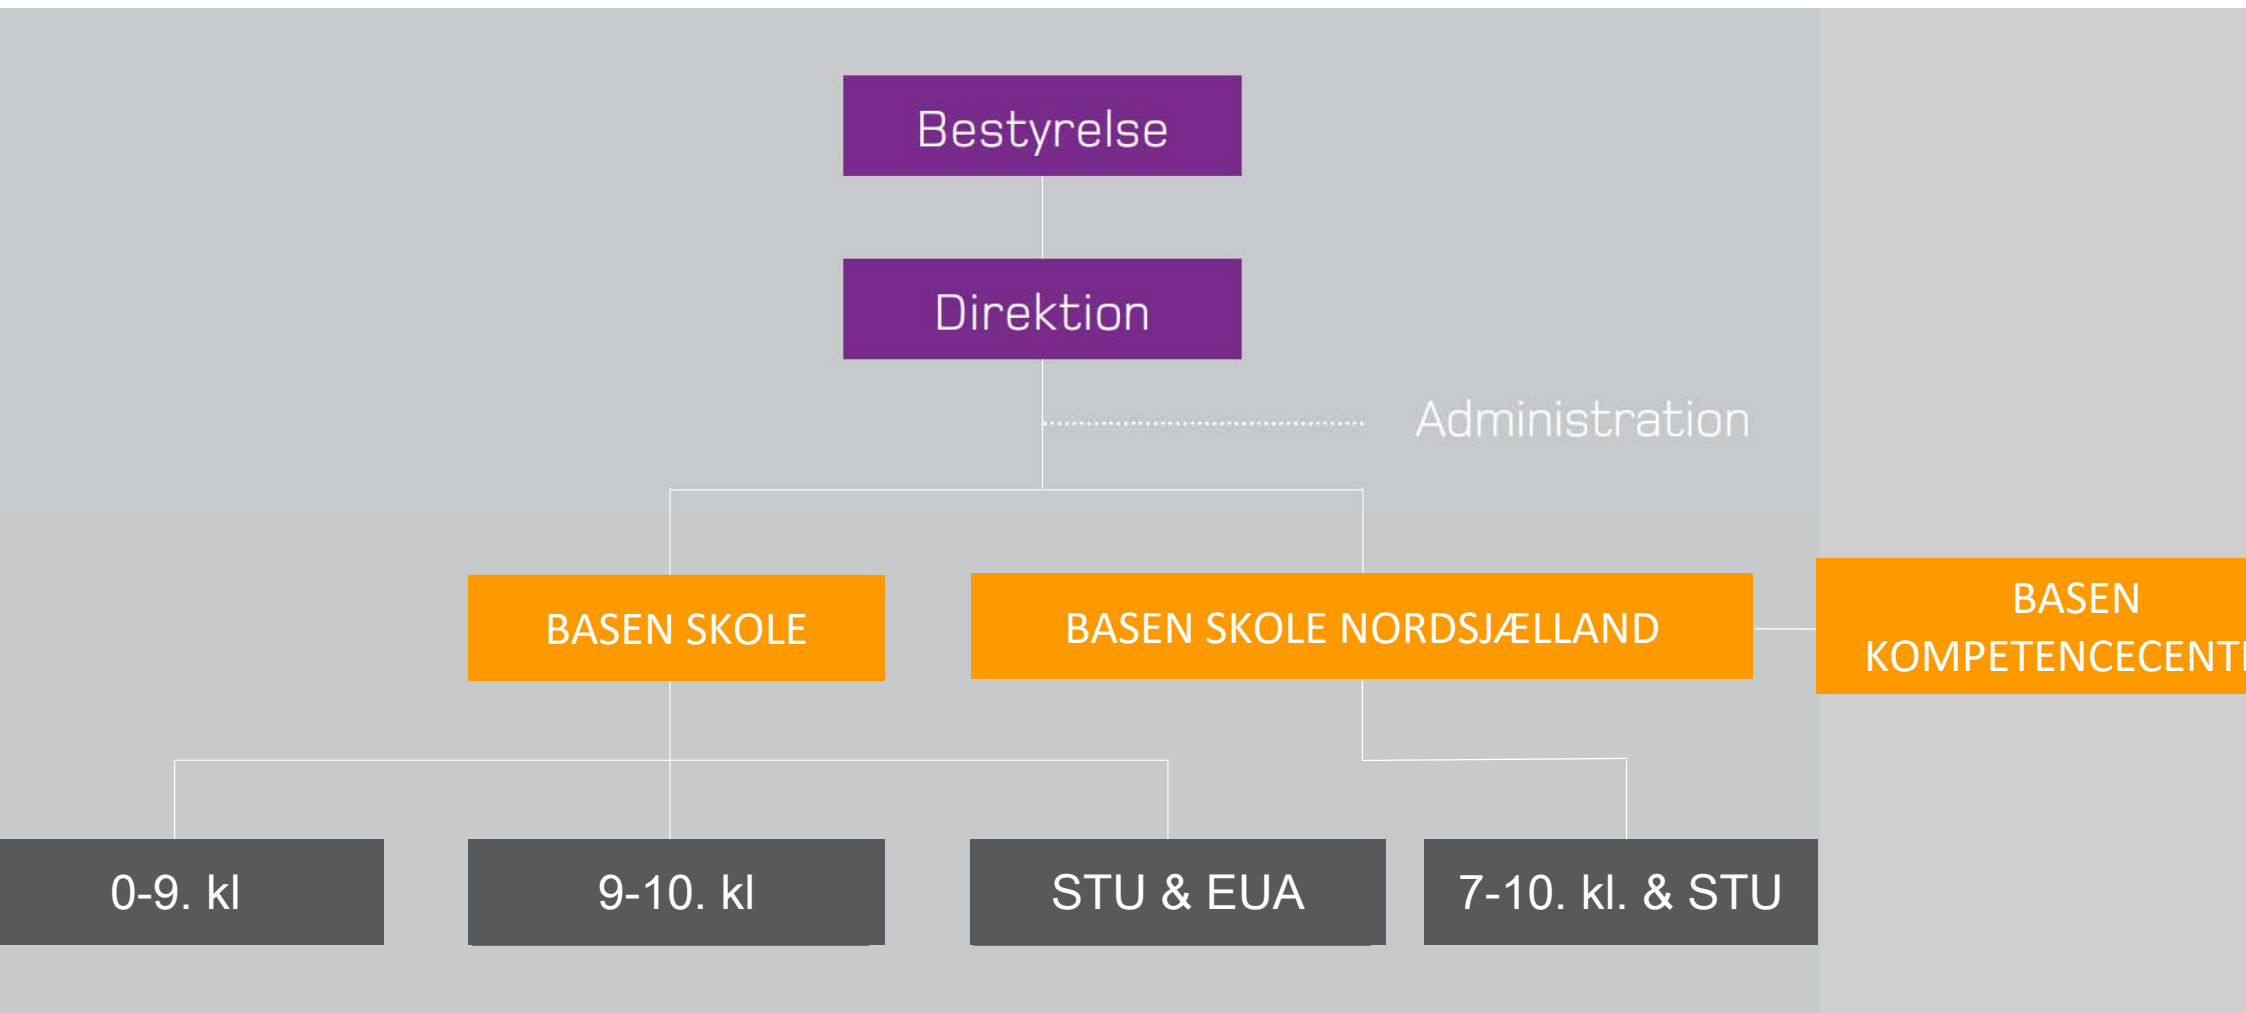 Bestyrelse
Direktion
Administration
BASEN SKOLE
BASEN SKOLE NORDSJÆLLAND
BASEN
0-9. kl
9-10. kl
STU & EUA
7-10. kl. & STU